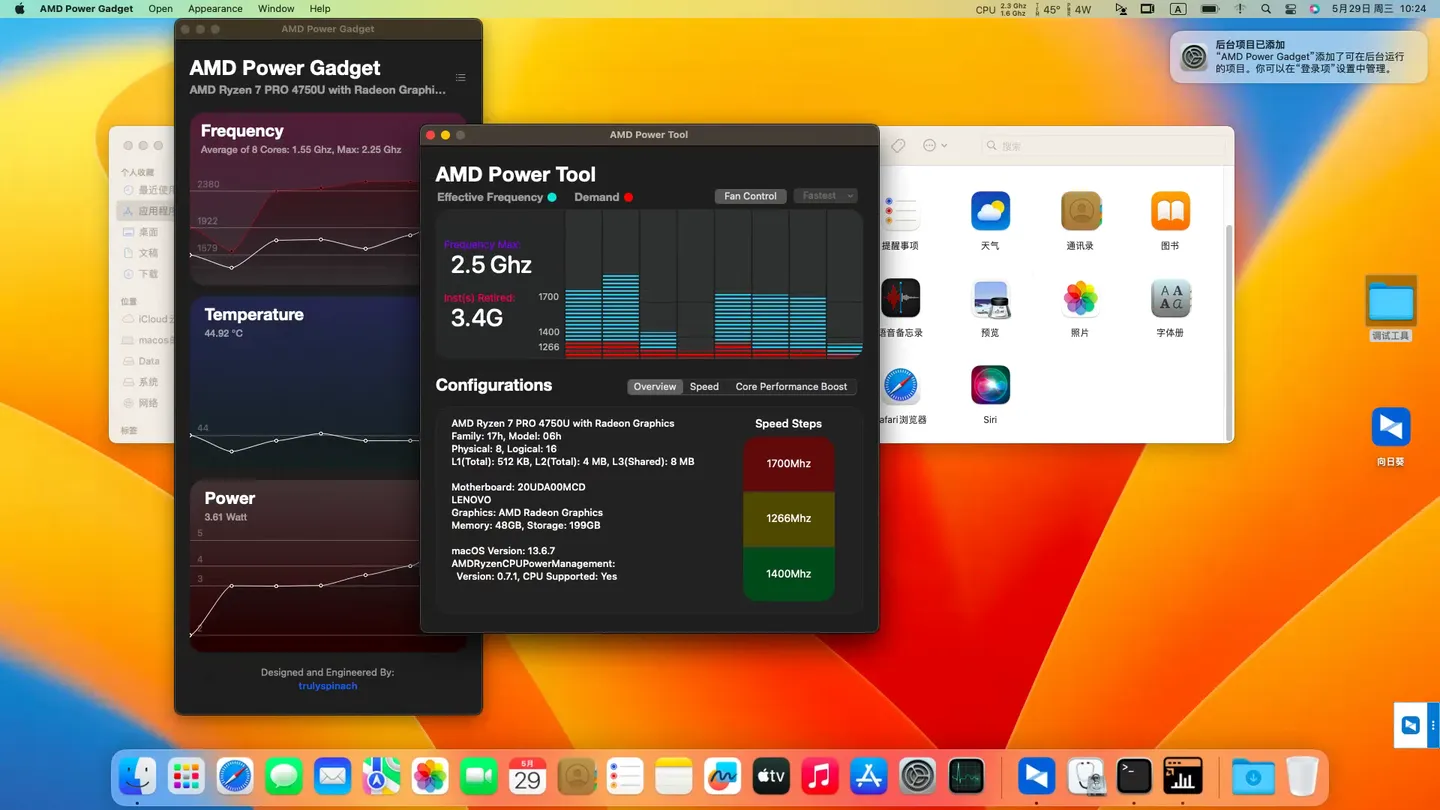 AMD Power Gadget Open Appearance Window Help
CPU 2.3 Ghz 1.6 Ghz 45° 4W A 5月29日 周三 10:24
后台项目已添加
“AMD Power Gadget”添加了可在后台运行
的项目。你可以在“登录项”设置中管理。
AMD Power Gadget
AMD Power Gadget
AMD Ryzen 7 PRO 4750U with Radeon Graphi...
Frequency
Average of 8 Cores: 1.55 Ghz, Max: 2.25 Ghz
2380
1922
1679
Temperature
44.92 °C
44
Power
3.61 Watt
5
4
3
2
Designed and Engineered By:
trulyspinach
个人收藏
最近使用
应用程序
桌面
文稿
下载
位置
iCloud
macos
Data
系统
网络
标签
AMD Power Tool
AMD Power Tool
Effective Frequency Demand Fan Control Fastest
Frequency Max:
2.5 Ghz
Inst(s) Retired:
3.4G
1700
1400
1266
Configurations Overview Speed Core Performance Boost
AMD Ryzen 7 PRO 4750U with Radeon Graphics
Family: 17h, Model: 06h
Physical: 8, Logical: 16
L1(Total): 512 KB, L2(Total): 4 MB, L3(Shared): 8 MB
Motherboard: 20UDA00MCD
LENOVO
Graphics: AMD Radeon Graphics
Memory: 48GB, Storage: 199GB
macOS Version: 13.6.7
AMDRyzenCPUPowerManagement:
Version: 0.7.1, CPU Supported: Yes
Speed Steps
1700Mhz
1266Mhz
1400Mhz
搜索
提醒事项 天气 通讯录 图书
语音备忘录 预览 照片 字体册
afari浏览器 Siri
调试工具
向日葵
5月
29
tv